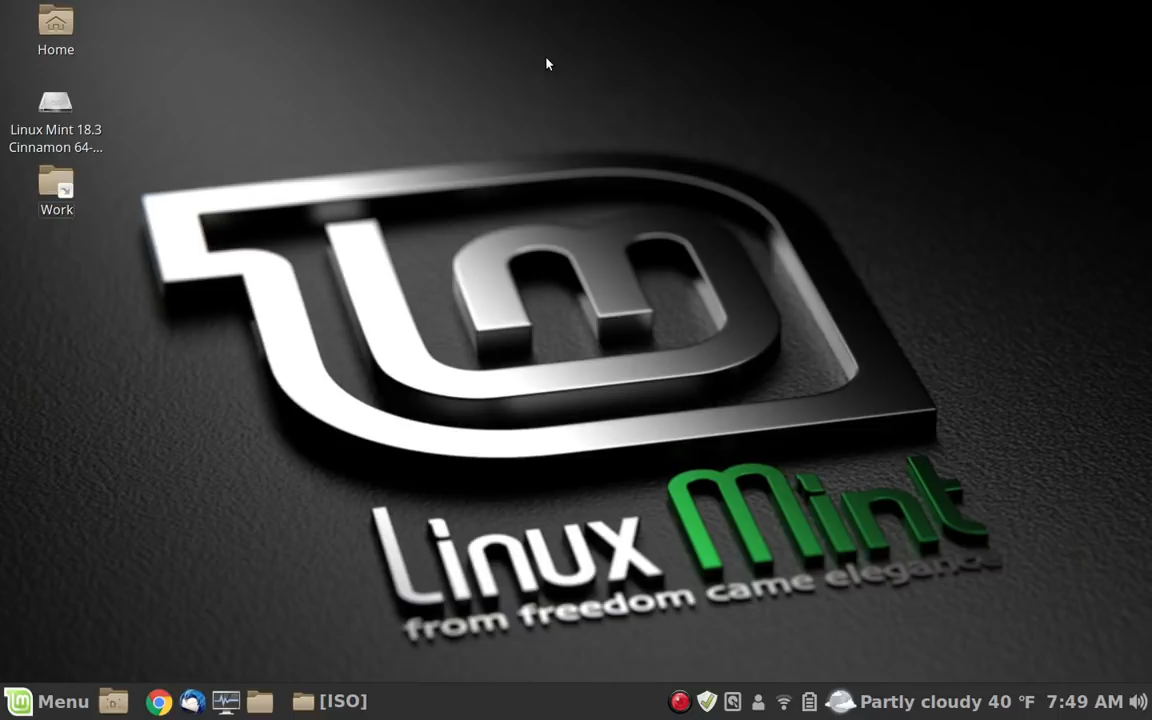 Home
Linux Mint 18.3
Cinnamon 64-...
Work
Linux Mint
from freedom came elegance
Menu
[ISO]
Partly cloudy 40 °F
7:49 AM